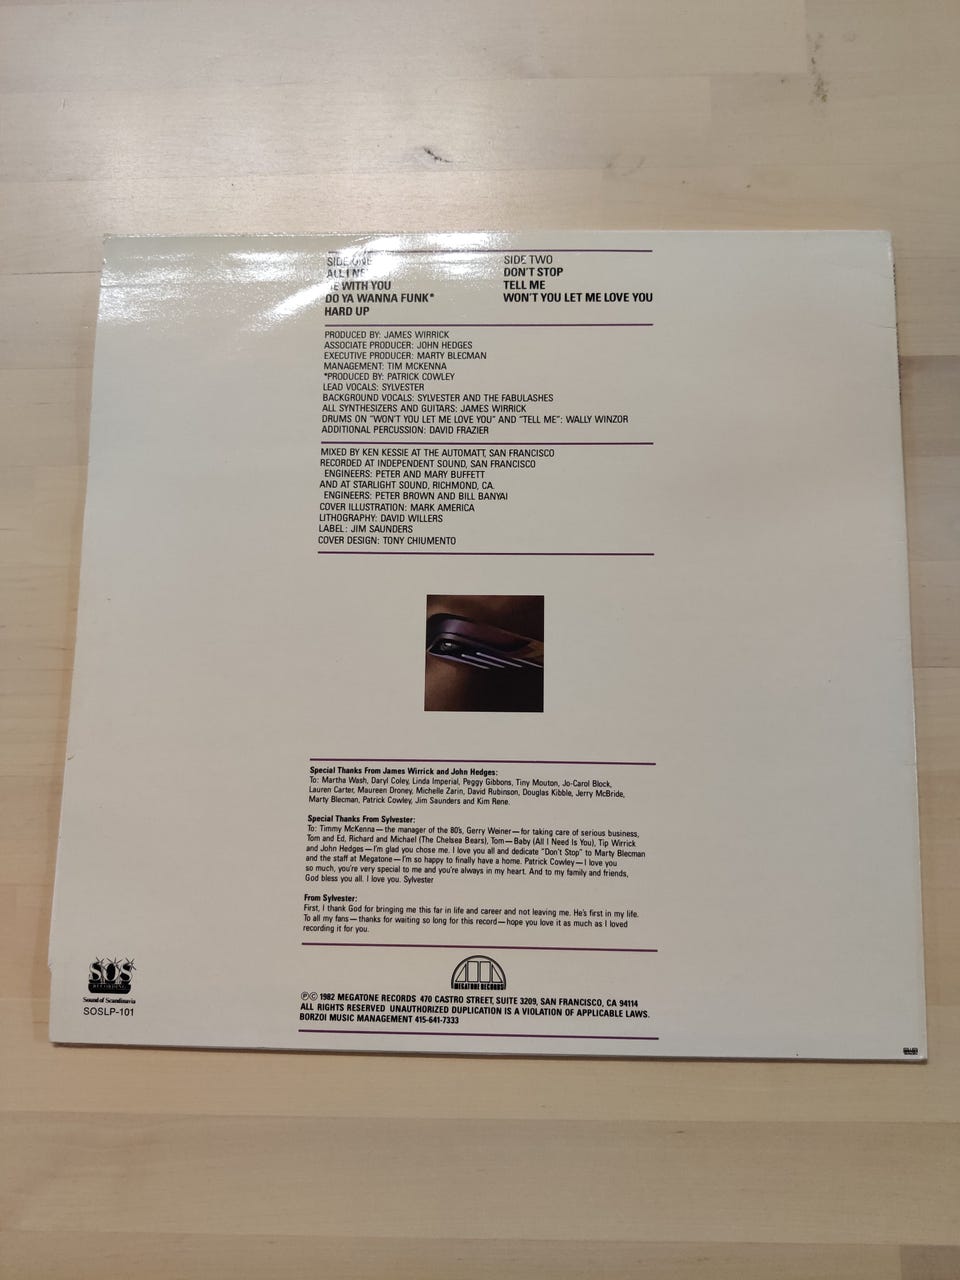 SIDE ONE
ALL I
WITH YOU
DO YA WANNA FUNK*
HARD UP
SIDE TWO
DON'T STOP
TELL ME
WON'T YOU LET ME LOVE YOU
PRODUCED BY: JAMES WIRRICK
ASSOCIATE PRODUCER: JOHN HEDGES
EXECUTIVE PRODUCER: MARTY BLECMAN
MANAGEMENT: TIM MCKENNA
*PRODUCED BY: PATRICK COWLEY
LEAD VOCALS: SYLVESTER
BACKGROUND VOCALS: SYLVESTER AND THE FABULASHES
ALL SYNTHESIZERS AND GUITARS: JAMES WIRRICK
DRUMS ON "WON'T YOU LET ME LOVE YOU" AND "TELL ME": WALLY WINZOR
ADDITIONAL PERCUSSION: DAVID FRAZIER
MIXED BY KEN KESSIE AT THE AUTOMATT, SAN FRANCISCO
RECORDED AT INDEPENDENT SOUND, SAN FRANCISCO
ENGINEERS: PETER AND MARY BUFFETT
AND AT STARLIGHT SOUND, RICHMOND, CA.
ENGINEERS: PETER BROWN AND BILL BANYAI
COVER ILLUSTRATION: MARK AMERICA
LITHOGRAPHY: DAVID WILLERS
LABEL: JIM SAUNDERS
COVER DESIGN: TONY CHIUMENTO
Special Thanks From James Wirrick and John Hedges:
To: Martha Wash, Daryl Coley, Linda Imperial, Peggy Gibbons, Tiny Mouton, Jo-Carol Block,
Lauren Carter, Maureen Droney, Michelle Zarin, David Rubinson, Douglas Kibble, Jerry McBride,
Marty Blecman, Patrick Cowley, Jim Saunders and Kim Rene.
Special Thanks From Sylvester:
To: Timmy McKenna—the manager of the 80's, Gerry Weiner—for taking care of serious business,
Tom and Ed, Richard and Michael (The Chelsea Bears), Tom—Baby (All I Need Is You), Tip Wirrick
and John Hedges—I'm glad you chose me. I love you all and dedicate "Don't Stop" to Marty Blecman
and the staff at Megatone—I'm so happy to finally have a home. Patrick Cowley—I love you
so much, you're very special to me and you're always in my heart. And to my family and friends,
God bless you all. I love you. Sylvester
From Sylvester:
First, I thank God for bringing me this far in life and career and not leaving me. He's first in my life.
To all my fans—thanks for waiting so long for this record—hope you love it as much as I loved
recording it for you.
MEGATONE RECORDS
℗© 1982 MEGATONE RECORDS 470 CASTRO STREET, SUITE 3209, SAN FRANCISCO, CA 94114
ALL RIGHTS RESERVED UNAUTHORIZED DUPLICATION IS A VIOLATION OF APPLICABLE LAWS.
BORZOI MUSIC MANAGEMENT 415-641-7333
SOS
RECORDING
Sound of Scandinavia
SOSLP-101